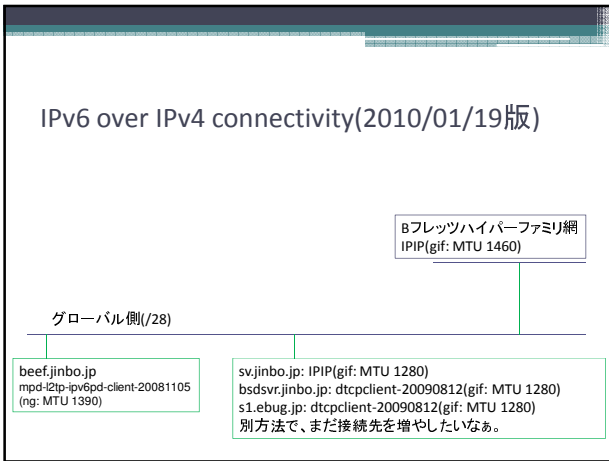 IPv6 over IPv4 connectivity(2010/01/19版)
Bフレッツハイパーファミリ網
IPIP(gif: MTU 1460)
グローバル側(/28)
beef.jinbo.jp
mpd-l2tp-ipv6pd-client-20081105
(ng: MTU 1390)
sv.jinbo.jp: IPIP(gif: MTU 1280)
bsdsvr.jinbo.jp: dtcpclient-20090812(gif: MTU 1280)
s1.ebug.jp: dtcpclient-20090812(gif: MTU 1280)
別方法で、まだ接続先を増やしたいなぁ。